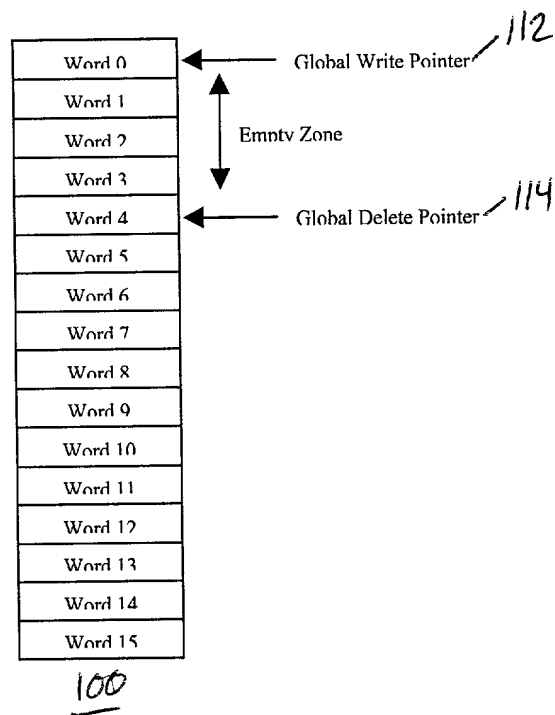 112
Word 0 Global Write Pointer
Word 1
Word 2 Empty Zone
Word 3
114
Word 4 Global Delete Pointer
Word 5
Word 6
Word 7
Word 8
Word 9
Word 10
Word 11
Word 12
Word 13
Word 14
Word 15
100